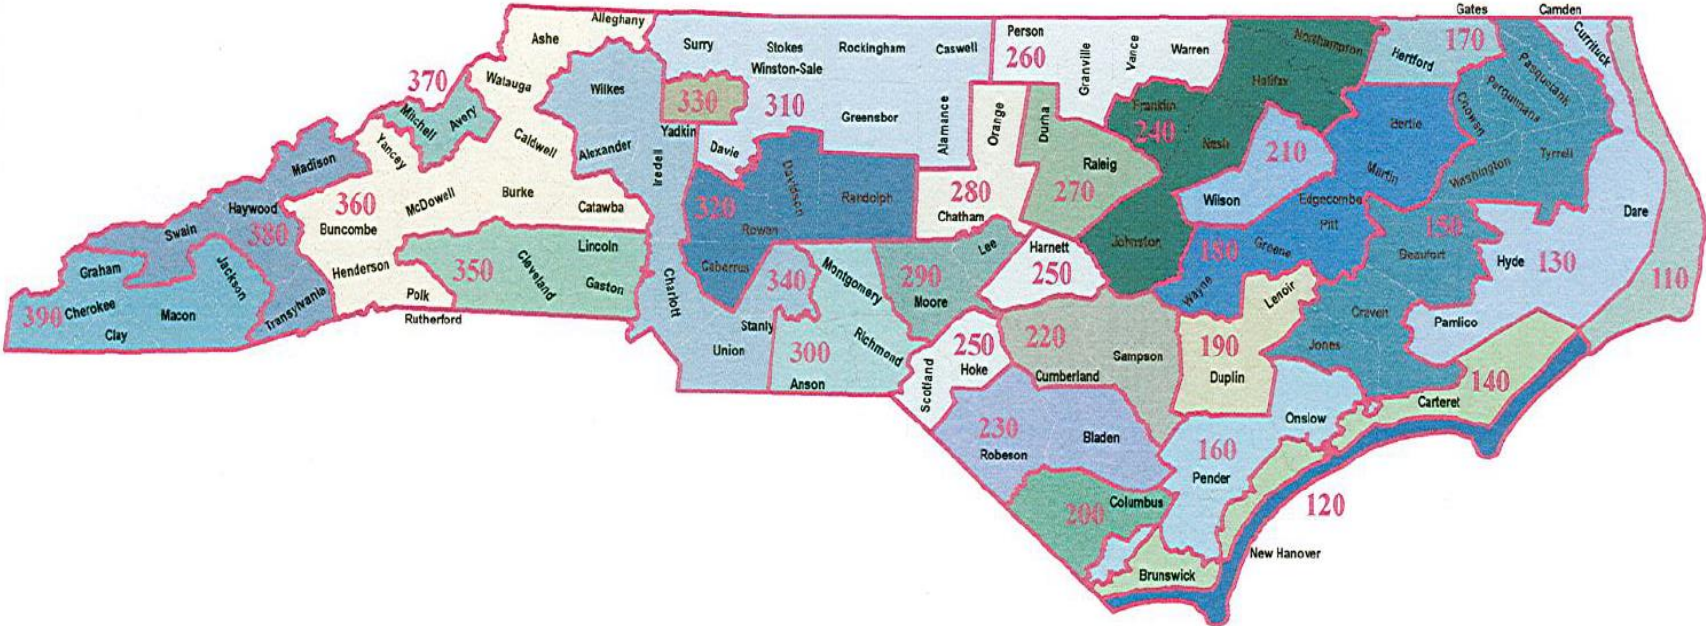 Gates
Camden
Alleghany
Ashe
Surry
Stokes
Rockingham
Caswell
Person
260
Granville
Vance
Warren
Northampton
170
Hertford
Currituck
Pasquotank
Perquimans
Chowan
Winston-Sale
370
Watauga
Wilkes
330
310
Halifax
Mitchell
Avery
Greensbor
Alamance
Orange
Durha
Franklin
240
Bertie
Yadkin
Yancey
Caldwell
Alexander
Iredell
Davie
Davidson
Raleig
Nash
210
Martin
Washington
Tyrrell
Madison
Haywood
360
McDowell
Burke
Catawba
320
Randolph
280
Chatham
270
Wilson
Edgecombe
Pitt
150
Dare
Swain
380
Buncombe
Rowan
Lee
Harnett
250
Johnston
180
Greene
Beaufort
Hyde
130
110
Graham
Jackson
Henderson
350
Lincoln
Cleveland
Gaston
Cabarrus
340
Montgomery
290
Moore
Wayne
Lenoir
390
Cherokee
Macon
Clay
Transylvania
Polk
Rutherford
Charlott
Stanly
Union
300
Anson
Richmond
Scotland
250
Hoke
220
Sampson
Cumberland
190
Duplin
Craven
Jones
Pamlico
140
Carteret
Onslow
230
Robeson
Bladen
160
Pender
200
Columbus
120
New Hanover
Brunswick